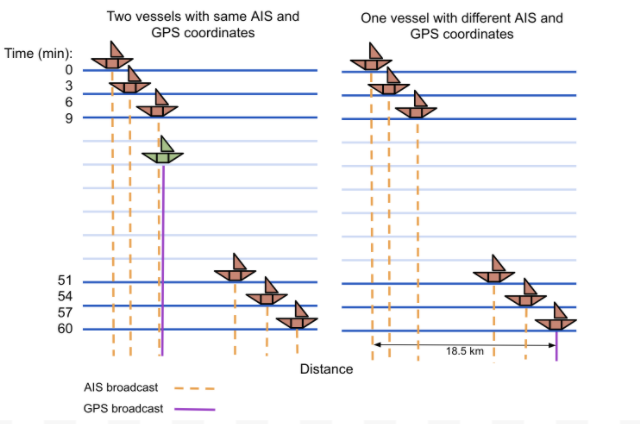 Two vessels with same AIS and
GPS coordinates
One vessel with different AIS and
GPS coordinates
Time (min):
0
3
6
9
51
54
57
60
18.5 km
Distance
AIS broadcast
GPS broadcast